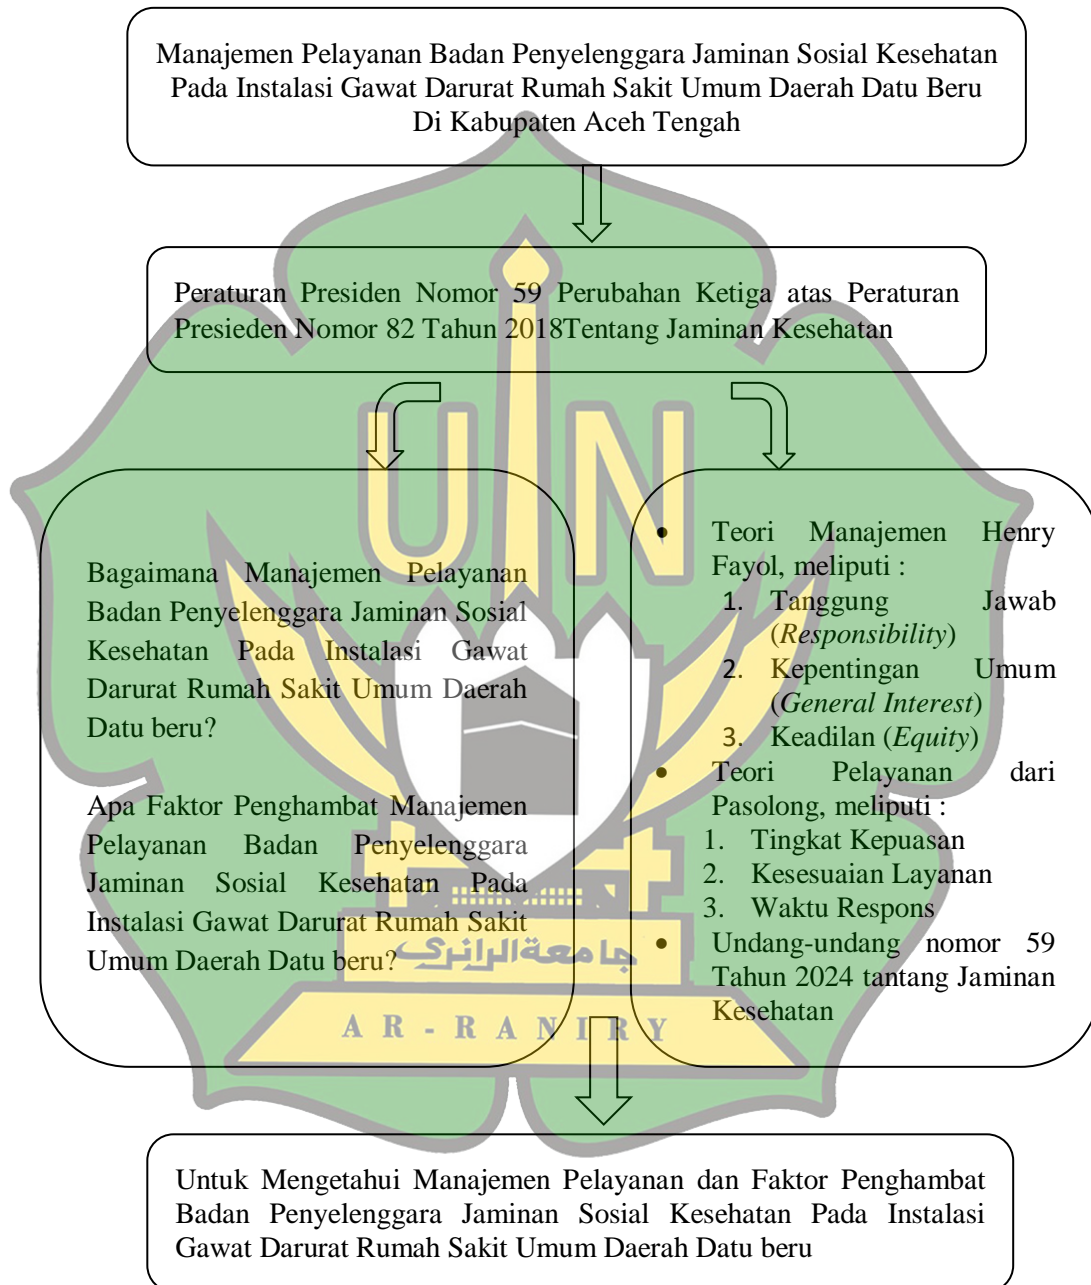 Manajemen Pelayanan Badan Penyelenggara Jaminan Sosial Kesehatan
Pada Instalasi Gawat Darurat Rumah Sakit Umum Daerah Datu Beru
Di Kabupaten Aceh Tengah
Peraturan Presiden Nomor 59 Perubahan Ketiga atas Peraturan
Presieden Nomor 82 Tahun 2018Tentang Jaminan Kesehatan
UIN
Bagaimana Manajemen Pelayanan
Badan Penyelenggara Jaminan Sosial
Kesehatan Pada Instalasi Gawat
Darurat Rumah Sakit Umum Daerah
Datu beru?
Apa Faktor Penghambat Manajemen
Pelayanan Badan Penyelenggara
Jaminan Sosial Kesehatan Pada
Instalasi Gawat Darurat Rumah Sakit
Umum Daerah Datu beru?
• Teori Manajemen Henry
Fayol, meliputi :
1. Tanggung Jawab
(Responsibility)
2. Kepentingan Umum
(General Interest)
3. Keadilan (Equity)
• Teori Pelayanan dari
Pasolong, meliputi :
1. Tingkat Kepuasan
2. Kesesuaian Layanan
3. Waktu Respons
• Undang-undang nomor 59
Tahun 2024 tantang Jaminan
Kesehatan
جامعةالرانري
AR-RANIRY
Untuk Mengetahui Manajemen Pelayanan dan Faktor Penghambat
Badan Penyelenggara Jaminan Sosial Kesehatan Pada Instalasi
Gawat Darurat Rumah Sakit Umum Daerah Datu beru